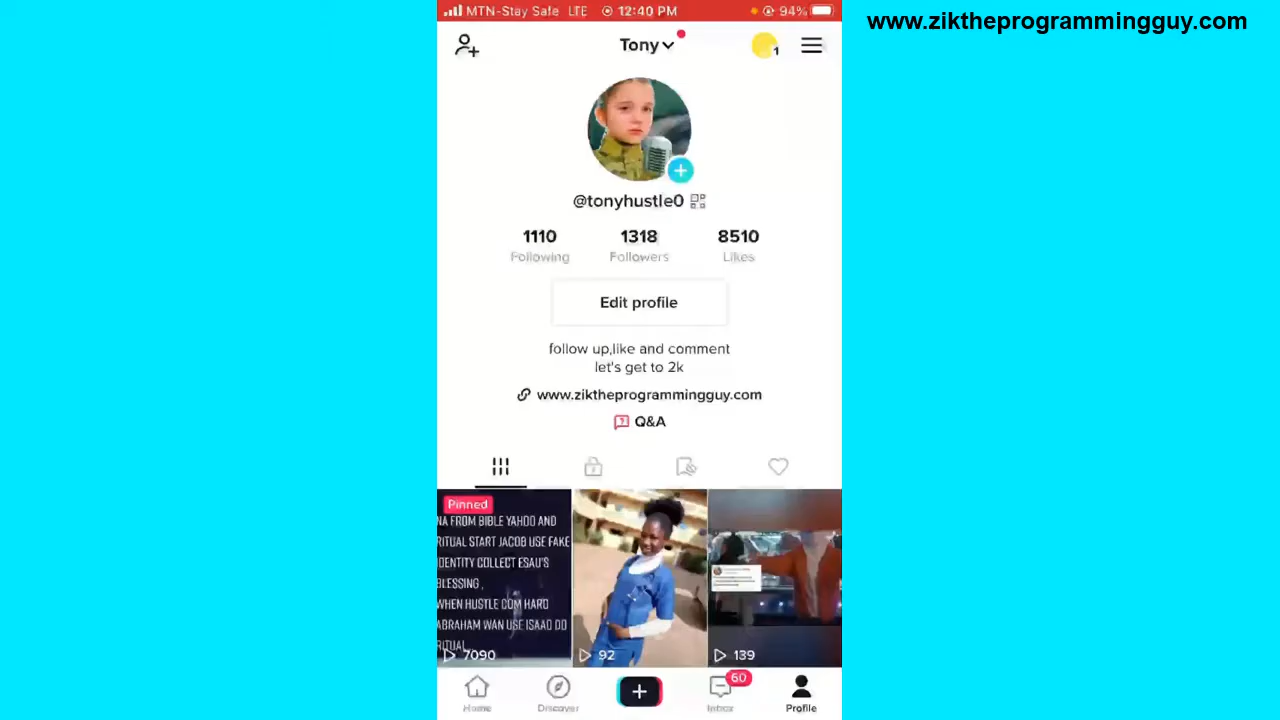 MTN-Stay Safe LTE 12:40 PM 94%
www.ziktheprogrammingguy.com
Tony
1
@tonyhustle0
1110 1318 8510
Following Followers Likes
Edit profile
follow up,like and comment
let's get to 2k
www.ziktheprogrammingguy.com
Q&A
Pinned
NA FROM BIBLE YAHOO AND
RITUAL START JACOB USE FAKE
IDENTITY COLLECT ESAU'S
BLESSING ,
WHEN HUSTLE COM HARD
ABRAHAM WAN USE ISAAC DO
RITUAL
7090 92 139
60
Home Discover Inbox Profile